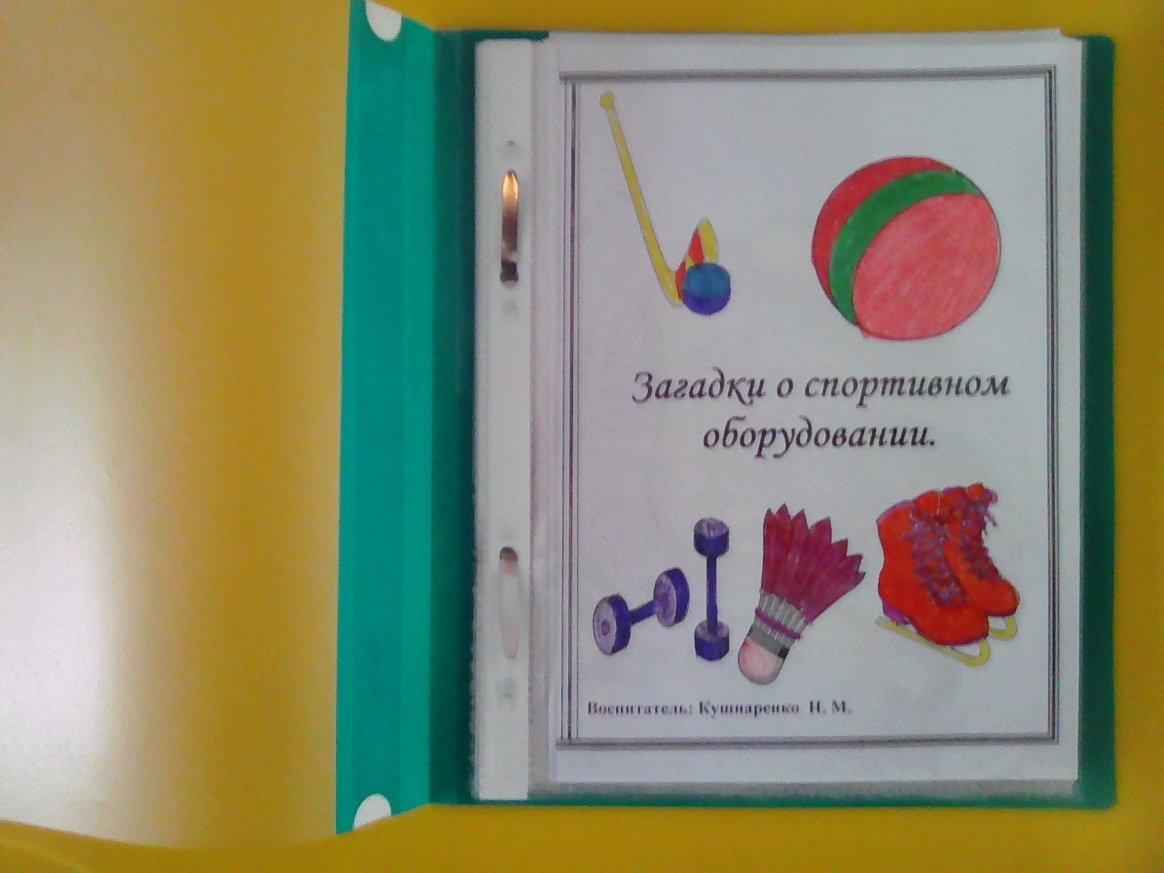 Загадки о спортивном
оборудовании.
Воспитатель: Кушнаренко Н. М.